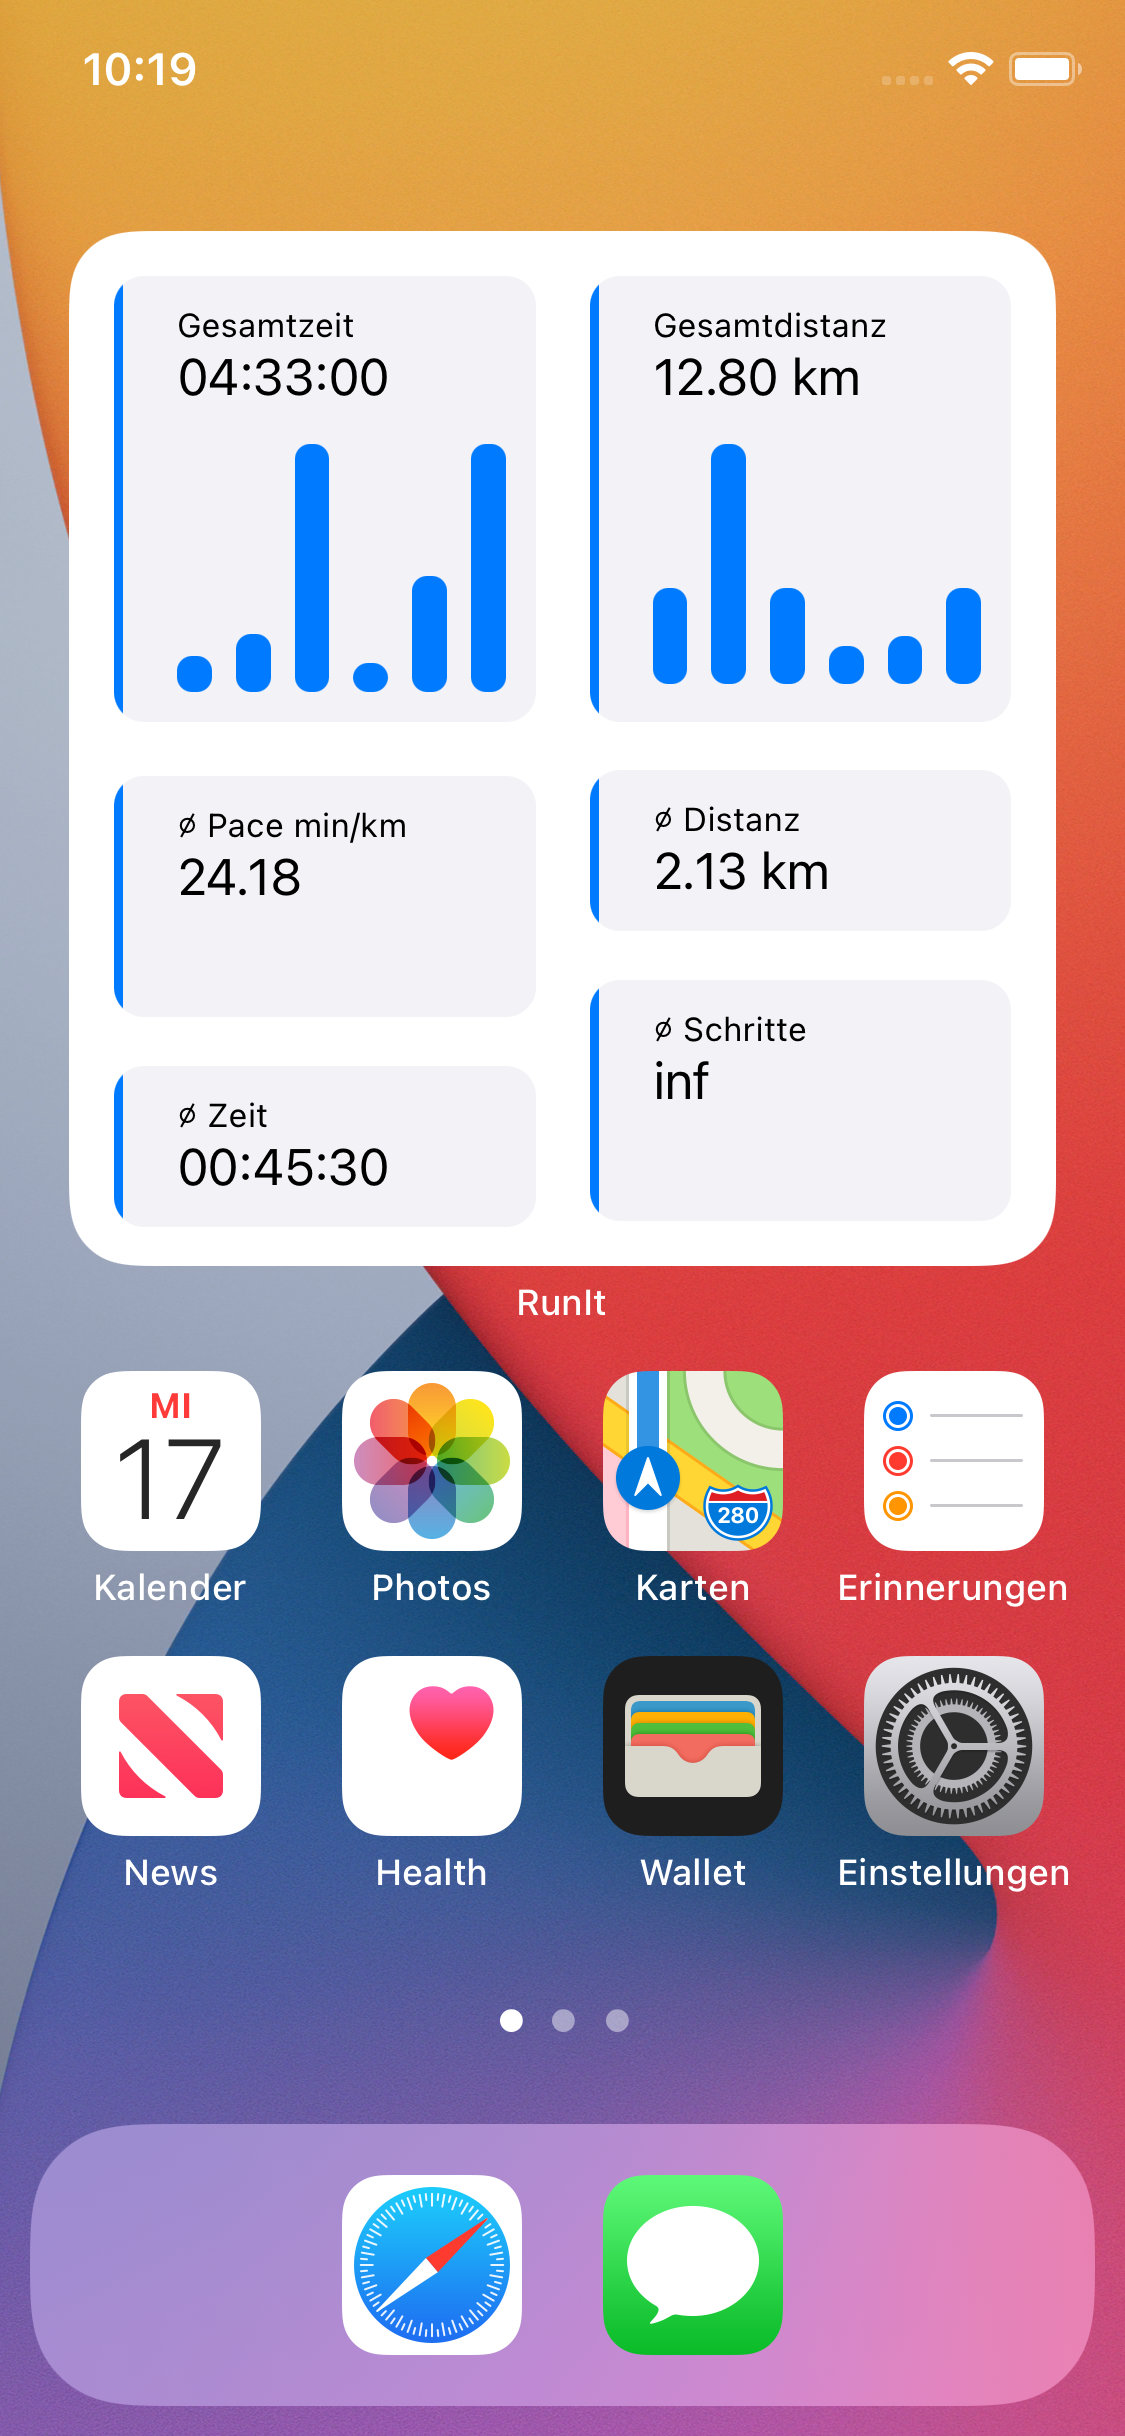 10:19
Gesamtzeit
04:33:00
Gesamtdistanz
12.80 km
∅ Pace min/km
24.18
∅ Distanz
2.13 km
∅ Schritte
inf
∅ Zeit
00:45:30
RunIt
MI
17
280
Kalender
Photos
Karten
Erinnerungen
News
Health
Wallet
Einstellungen